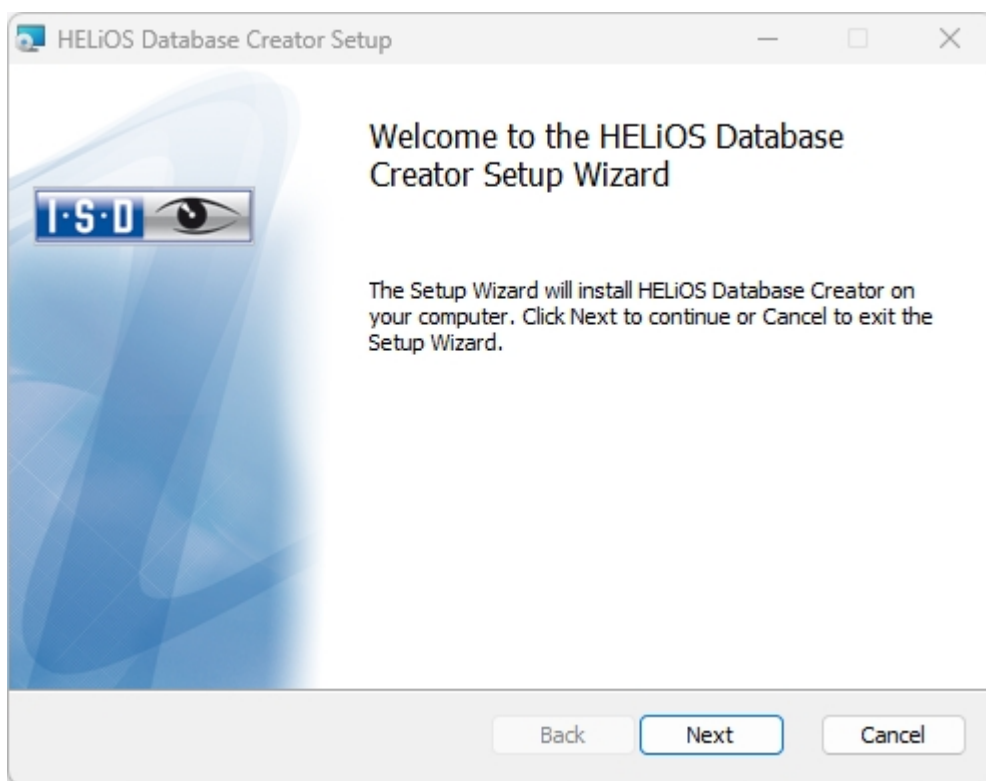 HELiOS Database Creator Setup
Welcome to the HELiOS Database
Creator Setup Wizard
I·S·D
The Setup Wizard will install HELiOS Database Creator on
your computer. Click Next to continue or Cancel to exit the
Setup Wizard.
Back Next Cancel